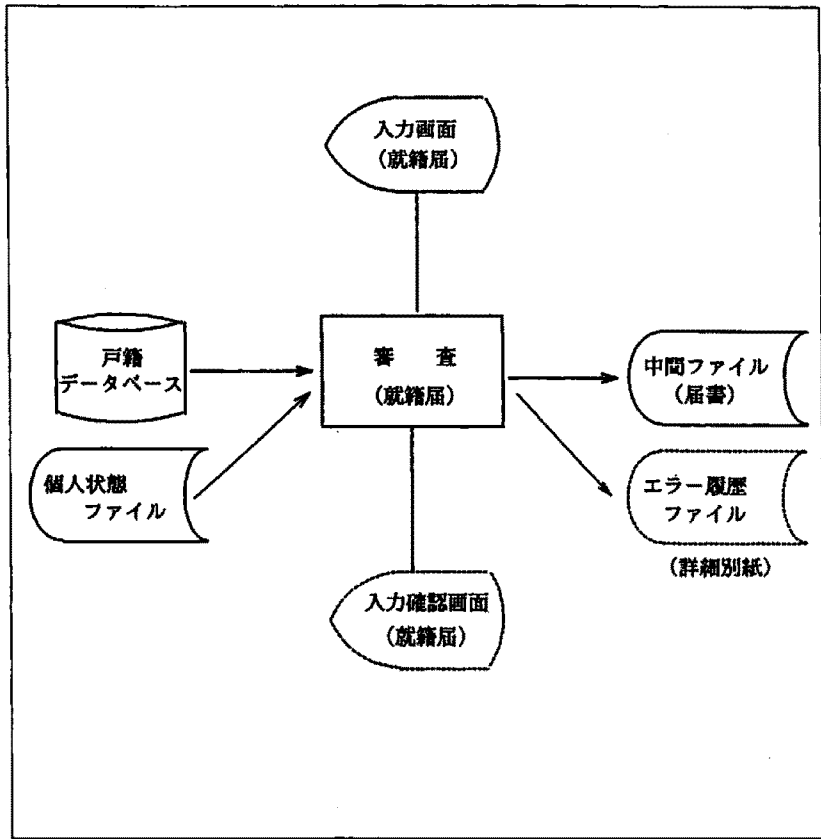 入力画面
(就籍届)
戸籍
データベース
審　査
(就籍届)
中間ファイル
(届書)
個人状態
ファイル
エラー履歴
ファイル
(詳細別紙)
入力確認画面
(就籍届)